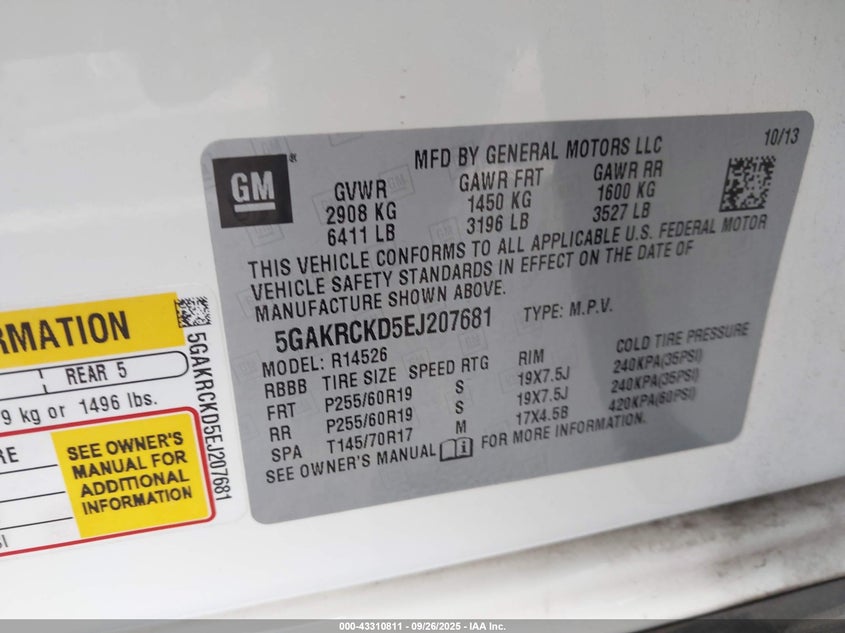 10/13
MFD BY GENERAL MOTORS LLC
GM
GVWR GAWR FRT GAWR RR
2908 KG 1450 KG 1600 KG
6411 LB 3196 LB 3527 LB
THIS VEHICLE CONFORMS TO ALL APPLICABLE U.S. FEDERAL MOTOR
VEHICLE SAFETY STANDARDS IN EFFECT ON THE DATE OF
MANUFACTURE SHOWN ABOVE.
5GAKRCKD5EJ207681 TYPE: M.P.V.
MODEL: R14526
RBBB TIRE SIZE SPEED RTG RIM COLD TIRE PRESSURE
FRT P255/60R19 S 19X7.5J 240KPA(35PSI)
RR P255/60R19 S 19X7.5J 240KPA(35PSI)
SPA T145/70R17 M 17X4.5B 420KPA(60PSI)
SEE OWNER'S MANUAL FOR MORE INFORMATION.
RMATION
REAR 5
9 kg or 1496 lbs.
RE
SEE OWNER'S
MANUAL FOR
ADDITIONAL
INFORMATION
SI
5GAKRCKD5EJ207681
000-43310811 - 09/26/2025 - IAA Inc.